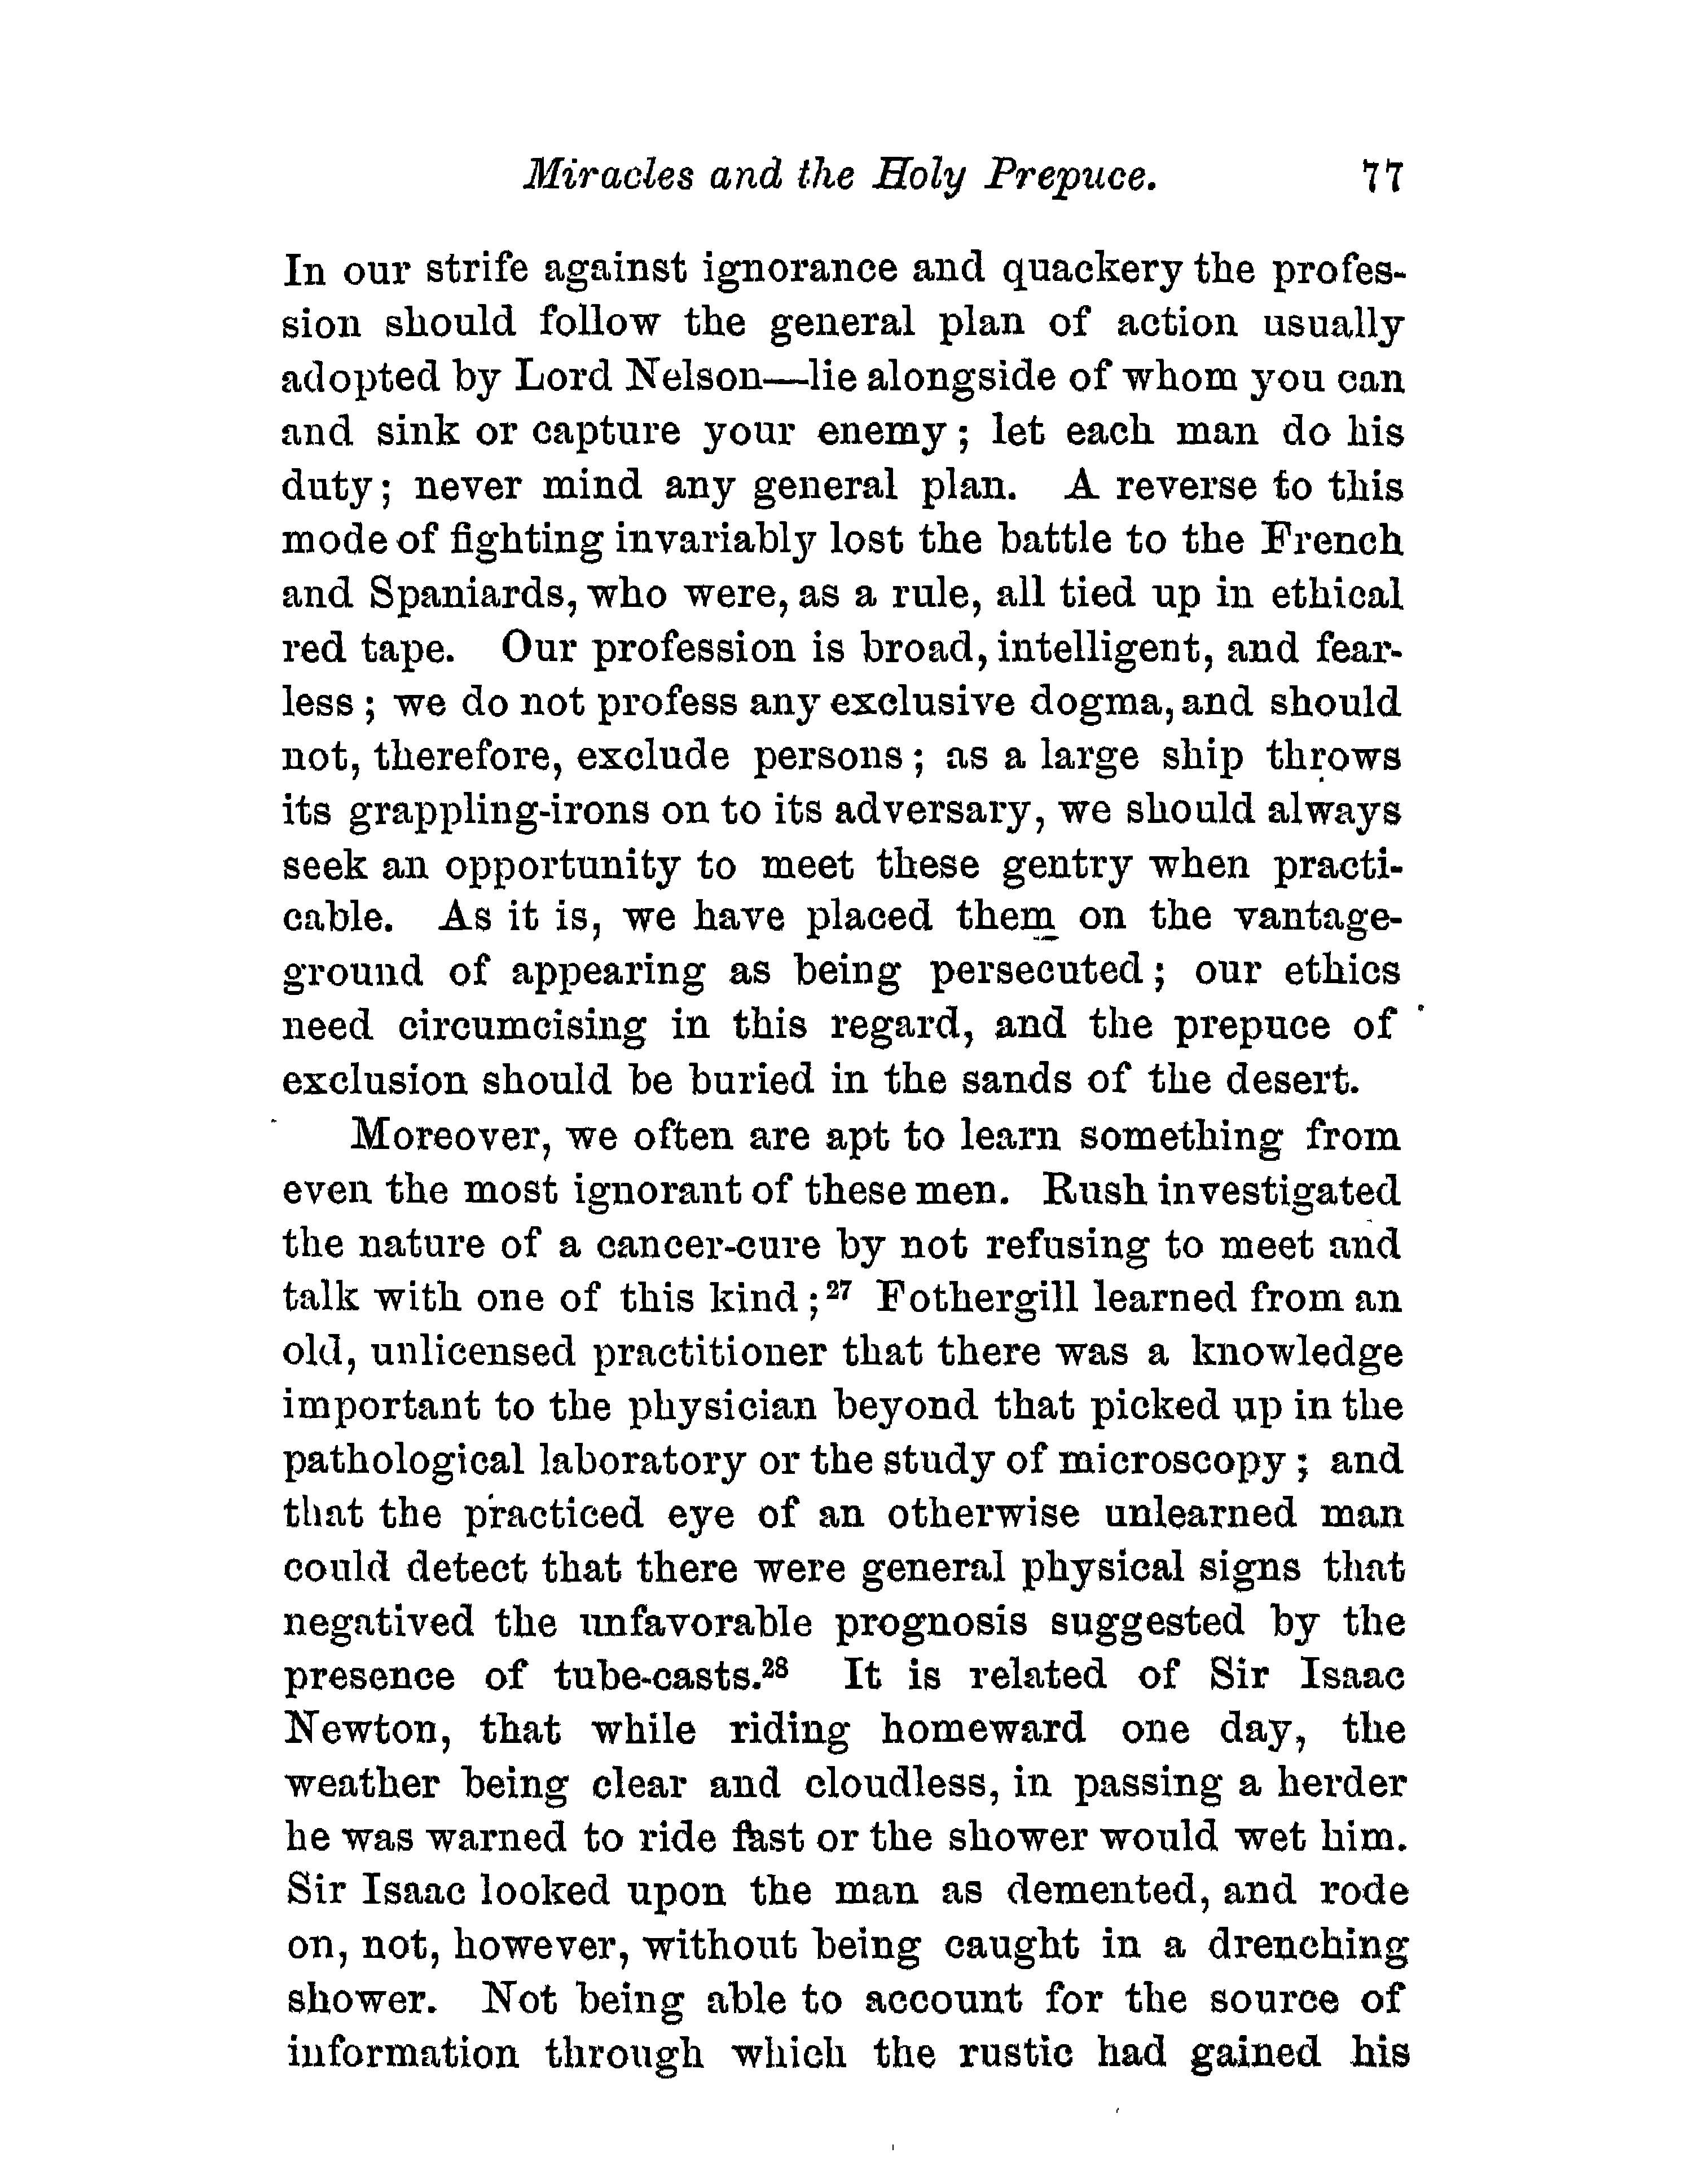 Miracles and the Holy Prepuce. 77
In our strife against ignorance and quackery the profes-
sion should follow the general plan of action usually
adopted by Lord Nelson—lie alongside of whom you can
and sink or capture your enemy; let each man do his
duty; never mind any general plan. A reverse to this
mode of fighting invariably lost the battle to the French
and Spaniards, who were, as a rule, all tied up in ethical
red tape. Our profession is broad, intelligent, and fear-
less; we do not profess any exclusive dogma, and should
not, therefore, exclude persons; as a large ship throws
its grappling-irons on to its adversary, we should always
seek an opportunity to meet these gentry when practi-
cable. As it is, we have placed them on the vantage-
ground of appearing as being persecuted; our ethics
need circumcising in this regard, and the prepuce of
exclusion should be buried in the sands of the desert.
Moreover, we often are apt to learn something from
even the most ignorant of these men. Rush investigated
the nature of a cancer-cure by not refusing to meet and
talk with one of this kind;²⁷ Fothergill learned from an
old, unlicensed practitioner that there was a knowledge
important to the physician beyond that picked up in the
pathological laboratory or the study of microscopy; and
that the practiced eye of an otherwise unlearned man
could detect that there were general physical signs that
negatived the unfavorable prognosis suggested by the
presence of tube-casts.²⁸ It is related of Sir Isaac
Newton, that while riding homeward one day, the
weather being clear and cloudless, in passing a herder
he was warned to ride fast or the shower would wet him.
Sir Isaac looked upon the man as demented, and rode
on, not, however, without being caught in a drenching
shower. Not being able to account for the source of
information through which the rustic had gained his